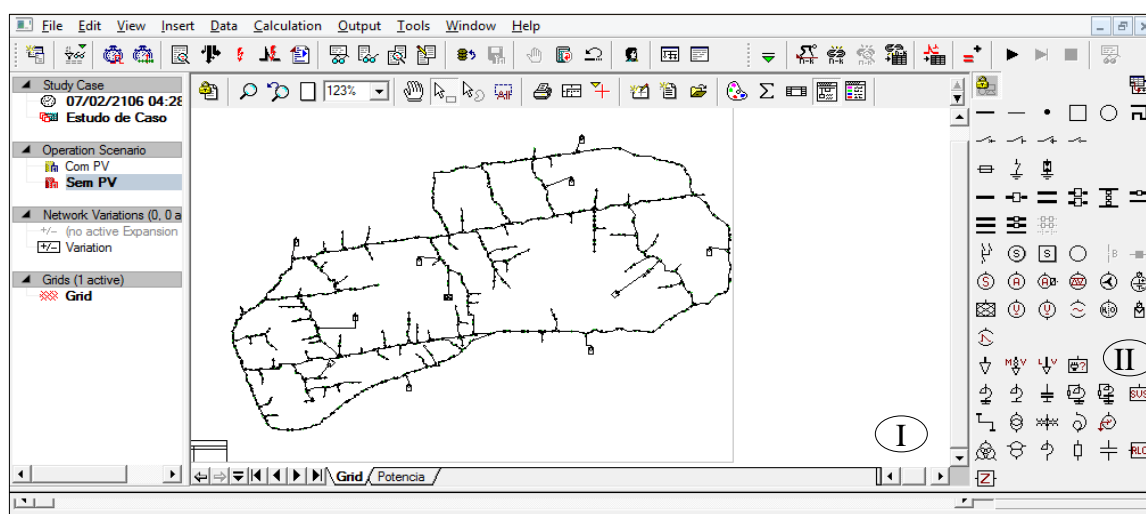 File Edit View Insert Data Calculation Output Tools Window Help
Study Case
07/02/2106 04:28
Estudo de Caso
Operation Scenario
Com PV
Sem PV
Network Variations (0, 0 a
(no active Expansion
Variation
Grids (1 active)
Grid
123%
I
II
Grid Potencia